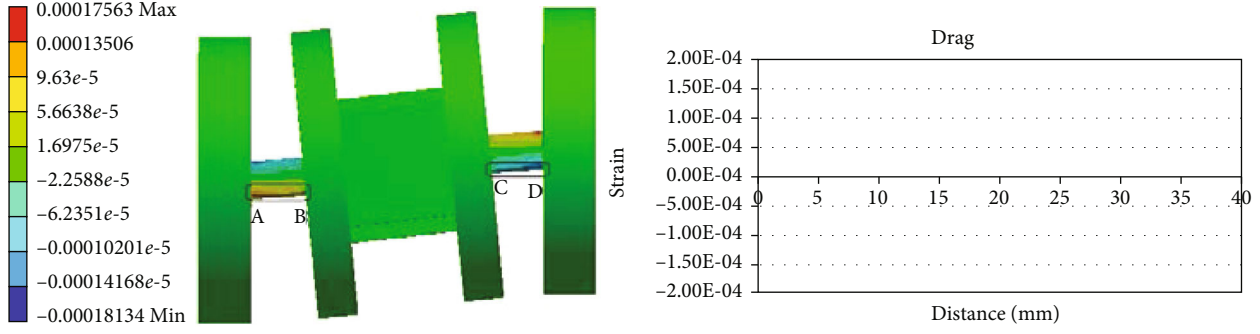 0.00017563 Max
0.00013506
9.63e-5
5.6638e-5
1.6975e-5
–2.2588e-5
–6.2351e-5
–0.00010201e-5
–0.00014168e-5
–0.00018134 Min
A
B
C
D
Drag
Strain
2.00E-04
1.50E-04
1.00E-04
5.00E-04
0.00E-04
–5.00E-04
–1.00E-04
–1.50E-04
–2.00E-04
0 5 10 15 20 25 30 35 40
Distance (mm)